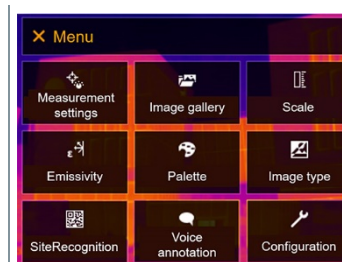 Menu
Measurement
settings
Image gallery
Scale
Emissivity
Palette
Image type
SiteRecognition
Voice
annotation
Configuration